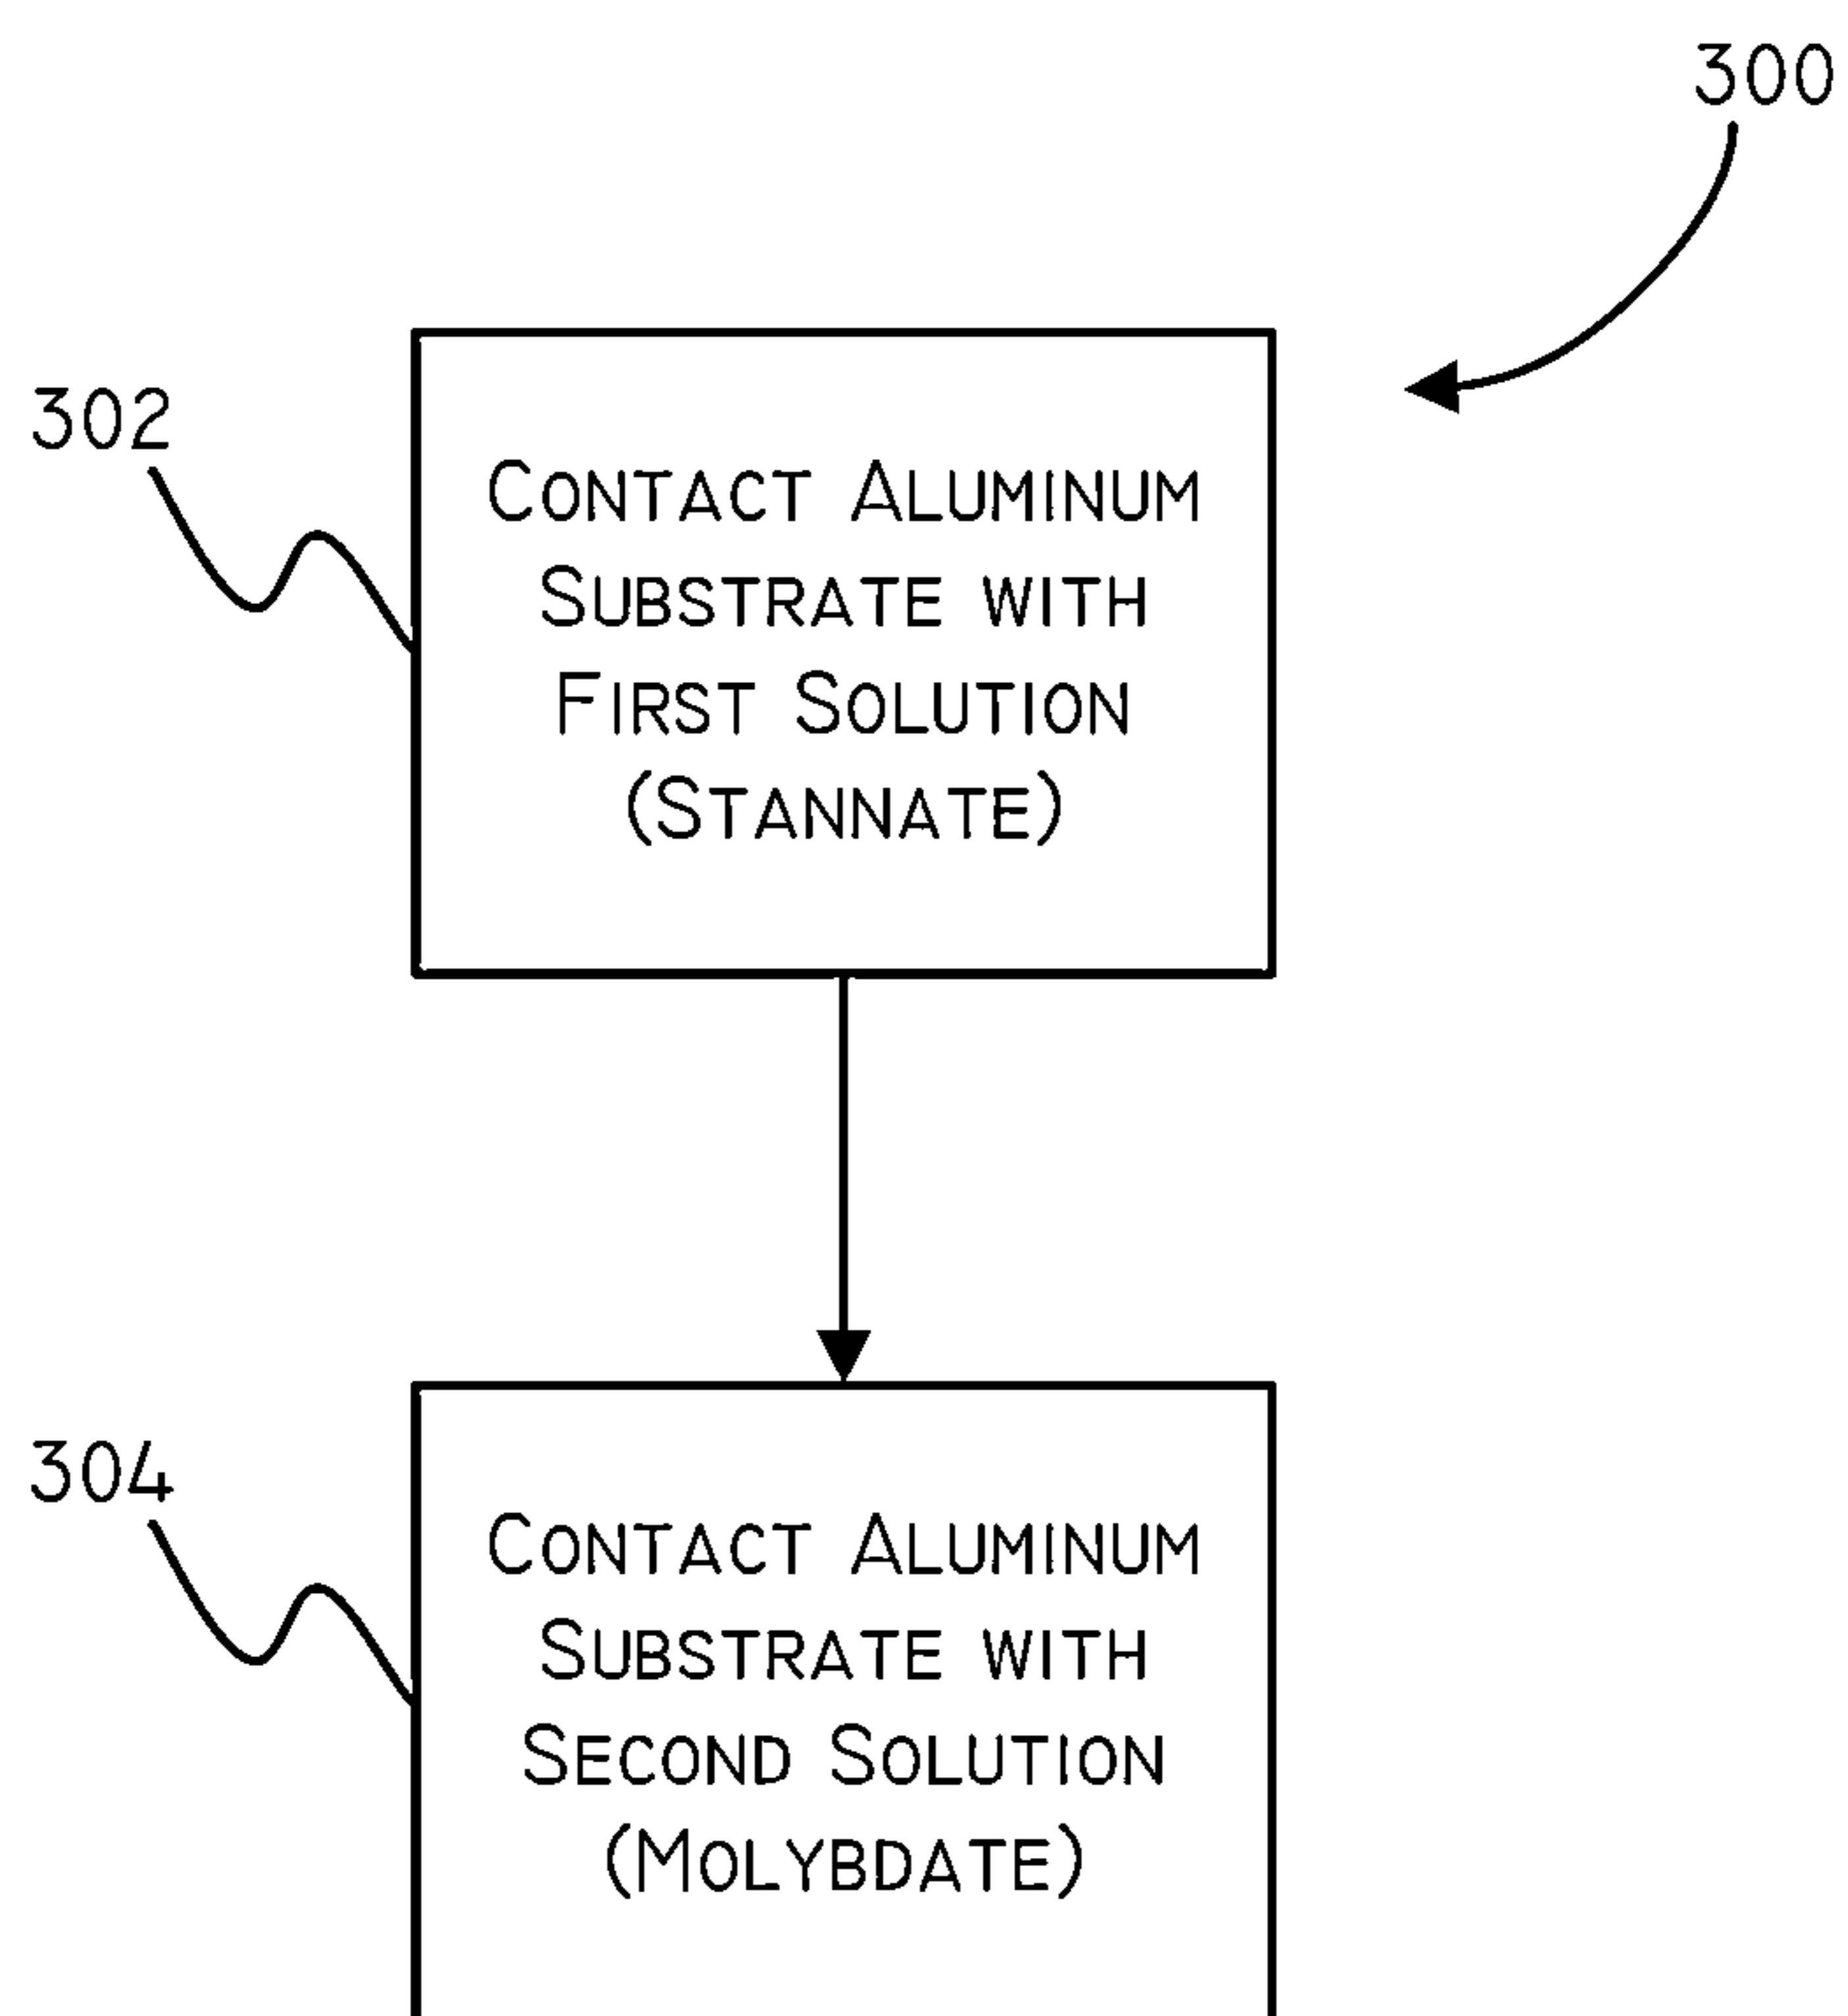 300
302
CONTACT ALUMINUM
SUBSTRATE WITH
FIRST SOLUTION
(STANNATE)
304
CONTACT ALUMINUM
SUBSTRATE WITH
SECOND SOLUTION
(MOLYBDATE)